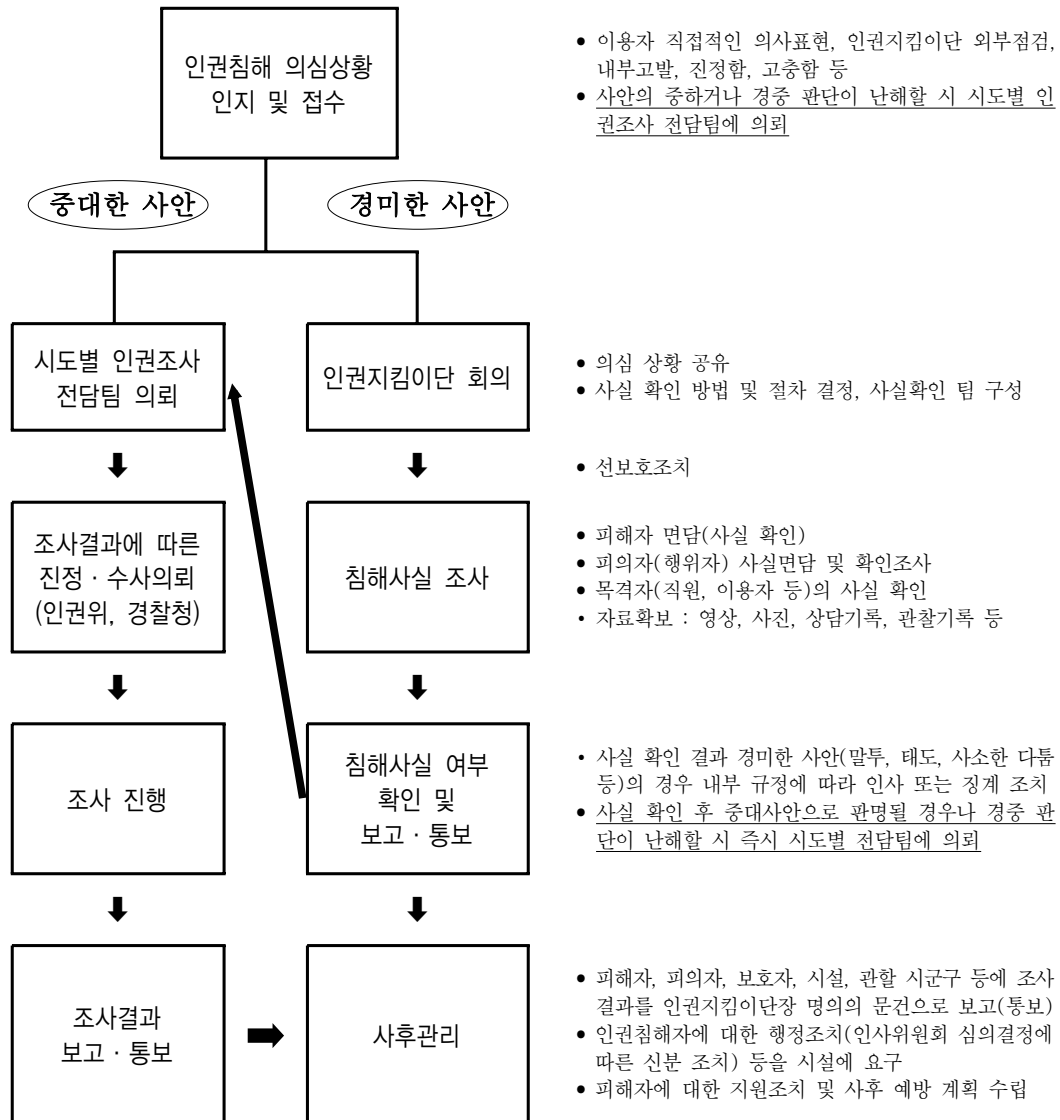 인권침해 의심상황
인지 및 접수
• 이용자 직접적인 의사표현, 인권지킴이단 외부점검,
내부고발, 진정함, 고충함 등
• 사안의 중하거나 경중 판단이 난해할 시 시도별 인
권조사 전담팀에 의뢰
중대한 사안
경미한 사안
시도별 인권조사
전담팀 의뢰
인권지킴이단 회의
• 의심 상황 공유
• 사실 확인 방법 및 절차 결정, 사실확인 팀 구성
• 선보호조치
조사결과에 따른
진정 · 수사의뢰
(인권위, 경찰청)
침해사실 조사
• 피해자 면담(사실 확인)
• 피의자(행위자) 사실면담 및 확인조사
• 목격자(직원, 이용자 등)의 사실 확인
• 자료확보 : 영상, 사진, 상담기록, 관찰기록 등
조사 진행
침해사실 여부
확인 및
보고 · 통보
• 사실 확인 결과 경미한 사안(말투, 태도, 사소한 다툼
등)의 경우 내부 규정에 따라 인사 또는 징계 조치
• 사실 확인 후 중대사안으로 판명될 경우나 경중 판
단이 난해할 시 즉시 시도별 전담팀에 의뢰
조사결과
보고 · 통보
사후관리
• 피해자, 피의자, 보호자, 시설, 관할 시군구 등에 조사
결과를 인권지킴이단장 명의의 문건으로 보고(통보)
• 인권침해자에 대한 행정조치(인사위원회 심의결정에
따른 신분 조치) 등을 시설에 요구
• 피해자에 대한 지원조치 및 사후 예방 계획 수립